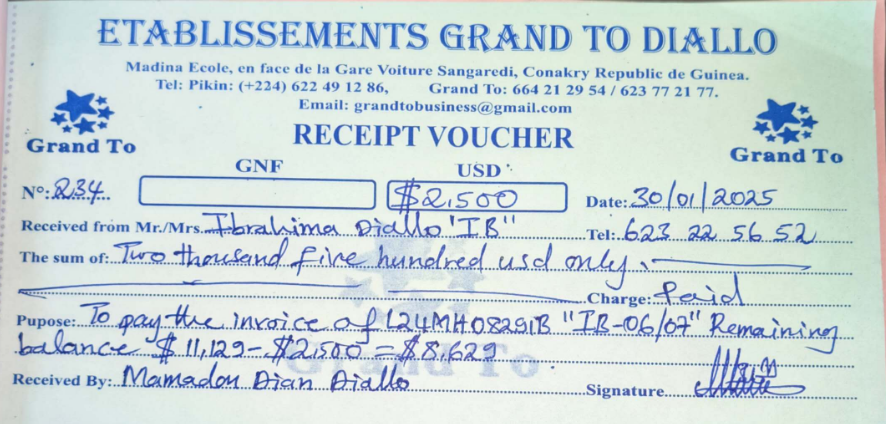 ETABLISSEMENTS GRAND TO DIALLO
Madina Ecole, en face de la Gare Voiture Sangaredi, Conakry Republic de Guinea.
Tel: Pikin: (+224) 622 49 12 86, Grand To: 664 21 29 54 / 623 77 21 77.
Email: grandtobusiness@gmail.com
Grand To RECEIPT VOUCHER Grand To
GNF USD
Nº: 234 $2,500 Date: 30/01/2025
Received from Mr./Mrs. Ibrahima Diallo "IB" Tel: 623 22 56 52
The sum of: Two thousand five hundred usd only.
Charge: Paid
Pupose: To pay the invoice of L24MH0829IB "IB-06/07" Remaining
balance $11,129 - $2,500 = $8,629
Grand To
Received By: Mamadou Dian Diallo Signature